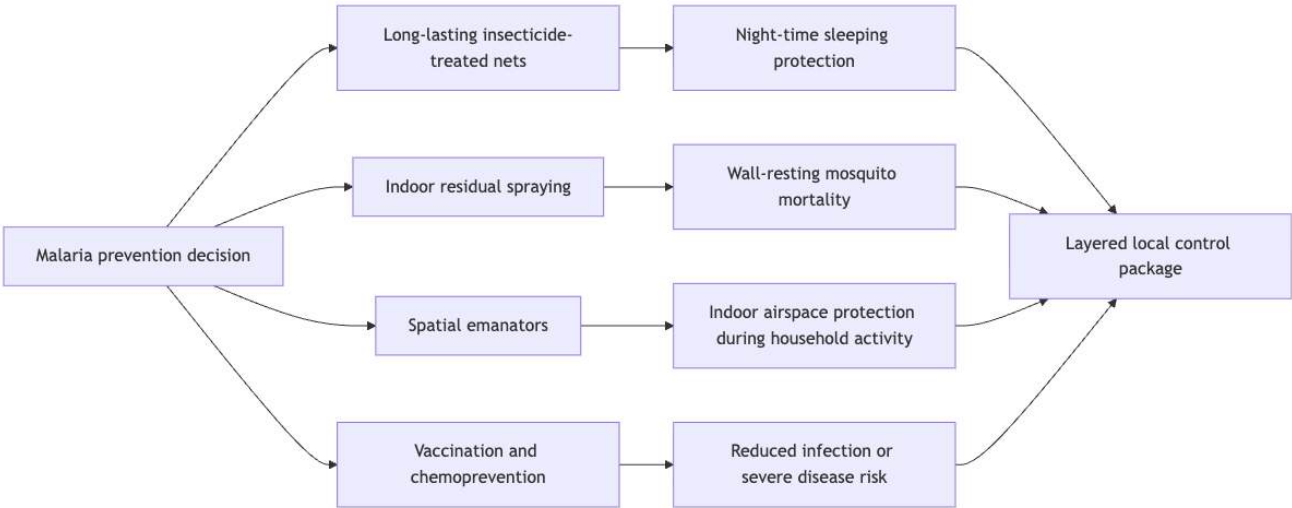 Long-lasting insecticide-
treated nets
Night-time sleeping
protection
Indoor residual spraying
Wall-resting mosquito
mortality
Malaria prevention decision
Layered local control
package
Spatial emanators
Indoor airspace protection
during household activity
Vaccination and
chemoprevention
Reduced infection or
severe disease risk